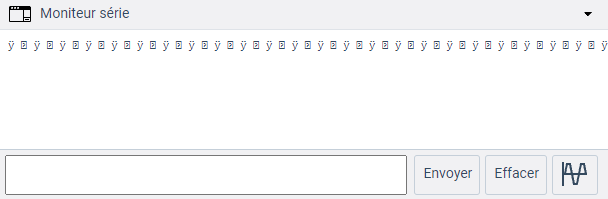 Moniteur série
ÿ ÿ ÿ ÿ ÿ ÿ ÿ ÿ ÿ ÿ ÿ ÿ ÿ ÿ ÿ ÿ ÿ ÿ ÿ ÿ ÿ ÿ ÿ ÿ
Envoyer Effacer